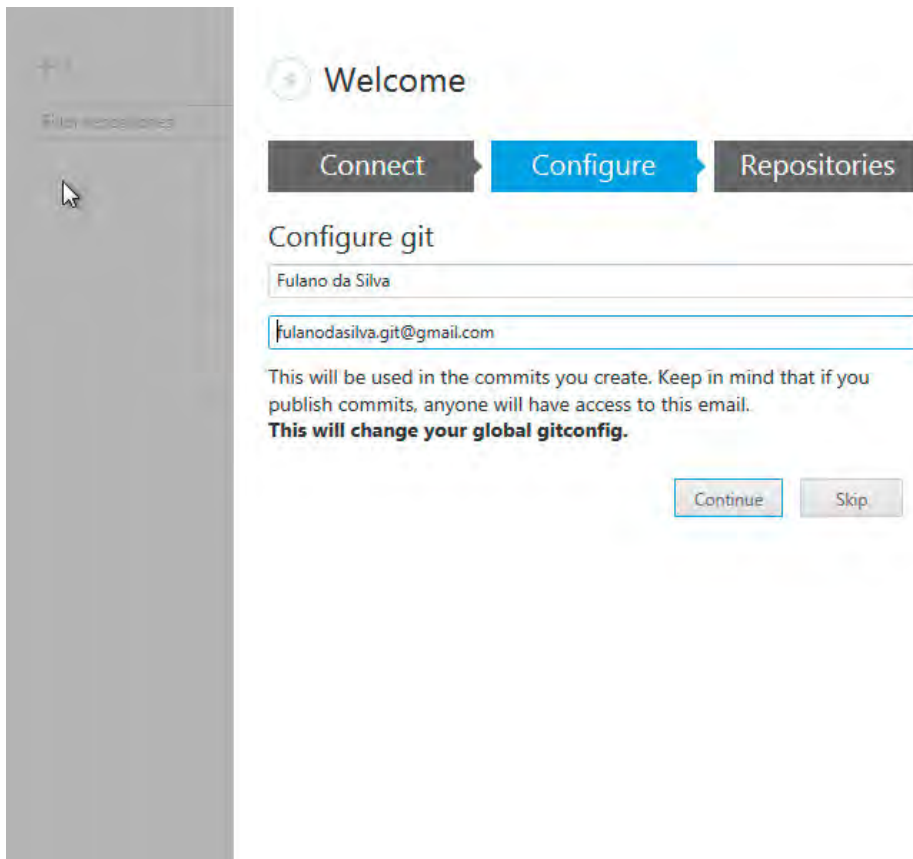 Filter repositories
Welcome
Connect
Configure
Repositories
Configure git
Fulano da Silva
fulanodasilva.git@gmail.com
This will be used in the commits you create. Keep in mind that if you
publish commits, anyone will have access to this email.
This will change your global gitconfig.
Continue
Skip